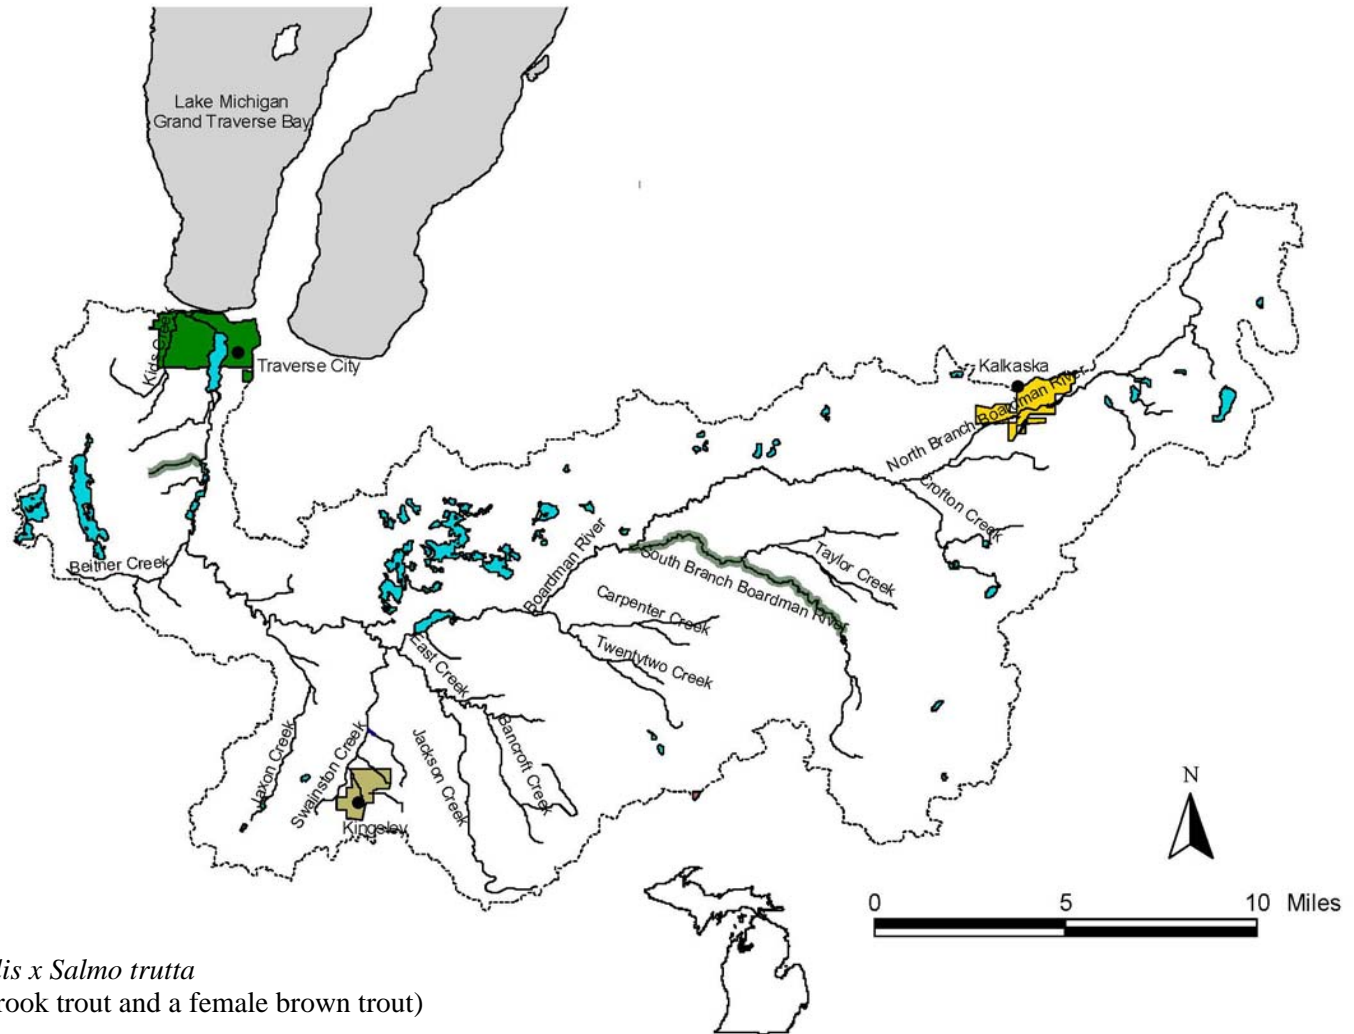 Lake Michigan
Grand Traverse Bay
Traverse City
Kalkaska
North Branch Boardman River
Crofton Creek
Taylor Creek
South Branch Boardman River
Boardman River
Carpenter Creek
Twentytwo Creek
Beitner Creek
East Creek
Jaxon Creek
Swainston Creek
Jackson Creek
Bancroft Creek
Kingsley
N
0 5 10 Miles
lis x Salmo trutta
rook trout and a female brown trout)